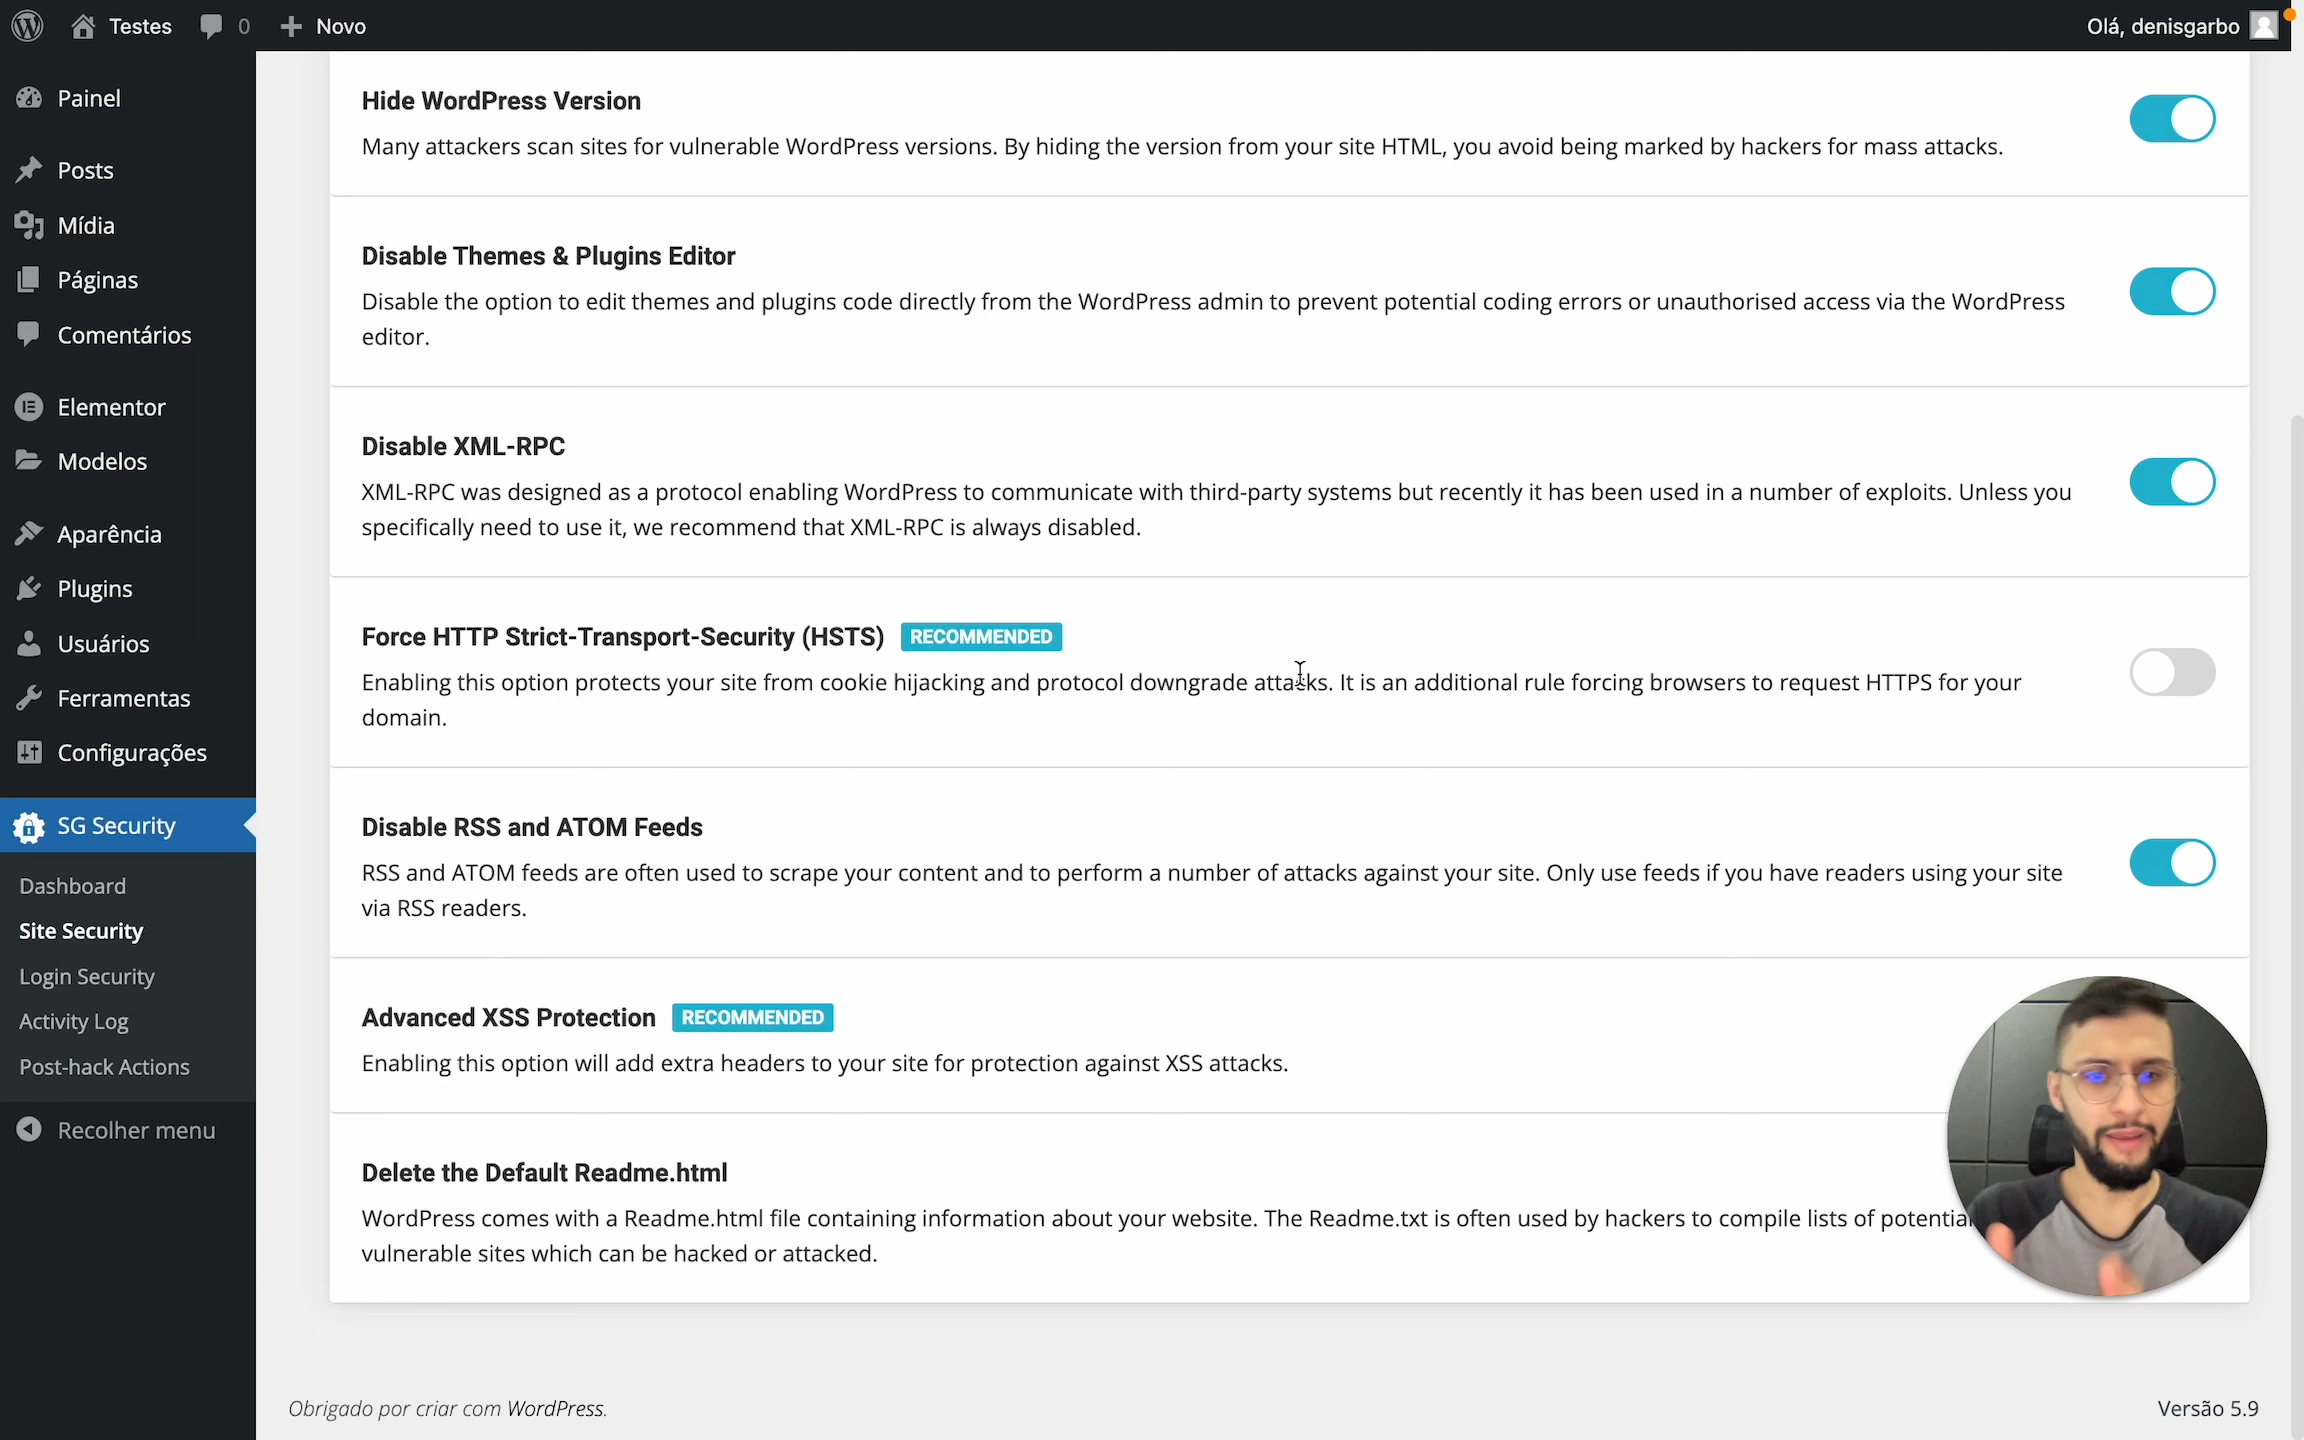 Testes
0
Novo
Olá, denisgarbo
Painel
Posts
Mídia
Páginas
Comentários
Elementor
Modelos
Aparência
Plugins
Usuários
Ferramentas
Configurações
SG Security
Dashboard
Site Security
Login Security
Activity Log
Post-hack Actions
Recolher menu
Hide WordPress Version
Many attackers scan sites for vulnerable WordPress versions. By hiding the version from your site HTML, you avoid being marked by hackers for mass attacks.
Disable Themes & Plugins Editor
Disable the option to edit themes and plugins code directly from the WordPress admin to prevent potential coding errors or unauthorised access via the WordPress
editor.
Disable XML-RPC
XML-RPC was designed as a protocol enabling WordPress to communicate with third-party systems but recently it has been used in a number of exploits. Unless you
specifically need to use it, we recommend that XML-RPC is always disabled.
Force HTTP Strict-Transport-Security (HSTS) RECOMMENDED
Enabling this option protects your site from cookie hijacking and protocol downgrade attacks. It is an additional rule forcing browsers to request HTTPS for your
domain.
Disable RSS and ATOM Feeds
RSS and ATOM feeds are often used to scrape your content and to perform a number of attacks against your site. Only use feeds if you have readers using your site
via RSS readers.
Advanced XSS Protection RECOMMENDED
Enabling this option will add extra headers to your site for protection against XSS attacks.
Delete the Default Readme.html
WordPress comes with a Readme.html file containing information about your website. The Readme.txt is often used by hackers to compile lists of
vulnerable sites which can be hacked or attacked.
Obrigado por criar com WordPress.
Versão 5.9